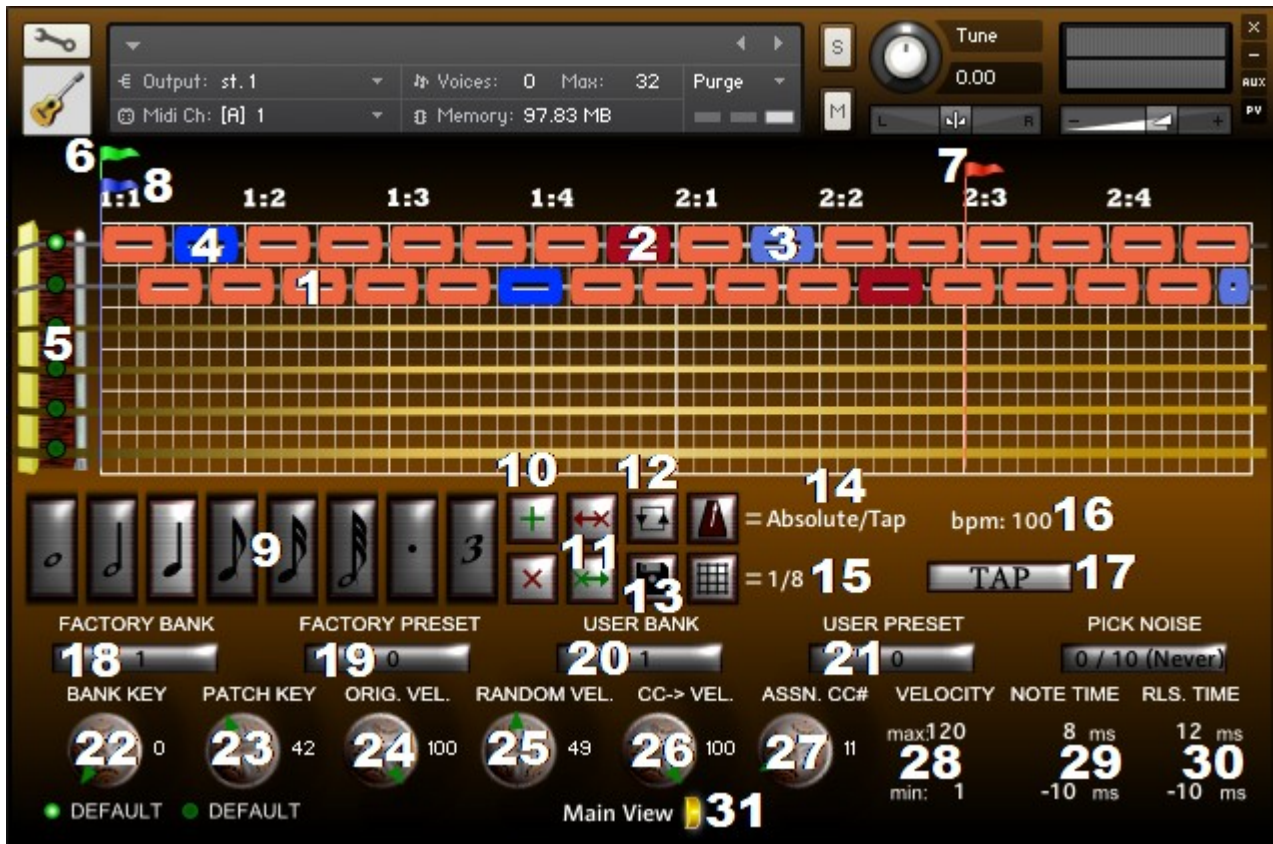 Tune
S
Output: st.1 Voices: 0 Max: 32 Purge 0.00 AUX
Midi Ch: [A] 1 Memory: 97.83 MB M L R - + PV
6 7
8
1:1 1:2 1:3 1:4 2:1 2:2 2:3 2:4
4 2 3
1
5
10 12 14
= Absolute/Tap bpm: 100 16
9 3 11
13 = 1/8 15 TAP 17
FACTORY BANK FACTORY PRESET USER BANK USER PRESET PICK NOISE
18 1 19 0 20 1 21 0 0 / 10 (Never)
BANK KEY PATCH KEY ORIG. VEL. RANDOM VEL. CC-> VEL. ASSN. CC# VELOCITY NOTE TIME RLS. TIME
max:120 8 ms 12 ms
22 0 23 42 24 100 25 49 26 100 27 11 28 29 30
min: 1 -10 ms -10 ms
DEFAULT DEFAULT Main View 31